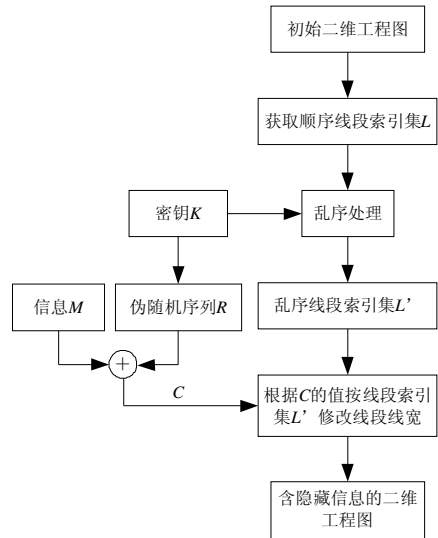 初始二维工程图
获取顺序线段索引集L
密钥K
乱序处理
信息M
伪随机序列R
乱序线段索引集L’
C
根据C的值按线段索引
集L’ 修改线段线宽
含隐藏信息的二维
工程图